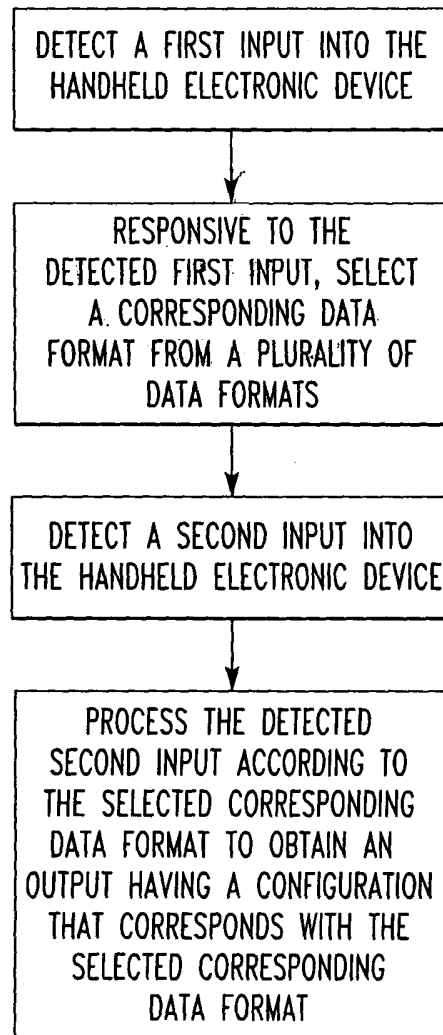 DETECT A FIRST INPUT INTO THE
HANDHELD ELECTRONIC DEVICE
RESPONSIVE TO THE
DETECTED FIRST INPUT, SELECT
A CORRESPONDING DATA
FORMAT FROM A PLURALITY OF
DATA FORMATS
DETECT A SECOND INPUT INTO
THE HANDHELD ELECTRONIC DEVICE
PROCESS THE DETECTED
SECOND INPUT ACCORDING TO
THE SELECTED CORRESPONDING
DATA FORMAT TO OBTAIN AN
OUTPUT HAVING A CONFIGURATION
THAT CORRESPONDS WITH THE
SELECTED CORRESPONDING
DATA FORMAT